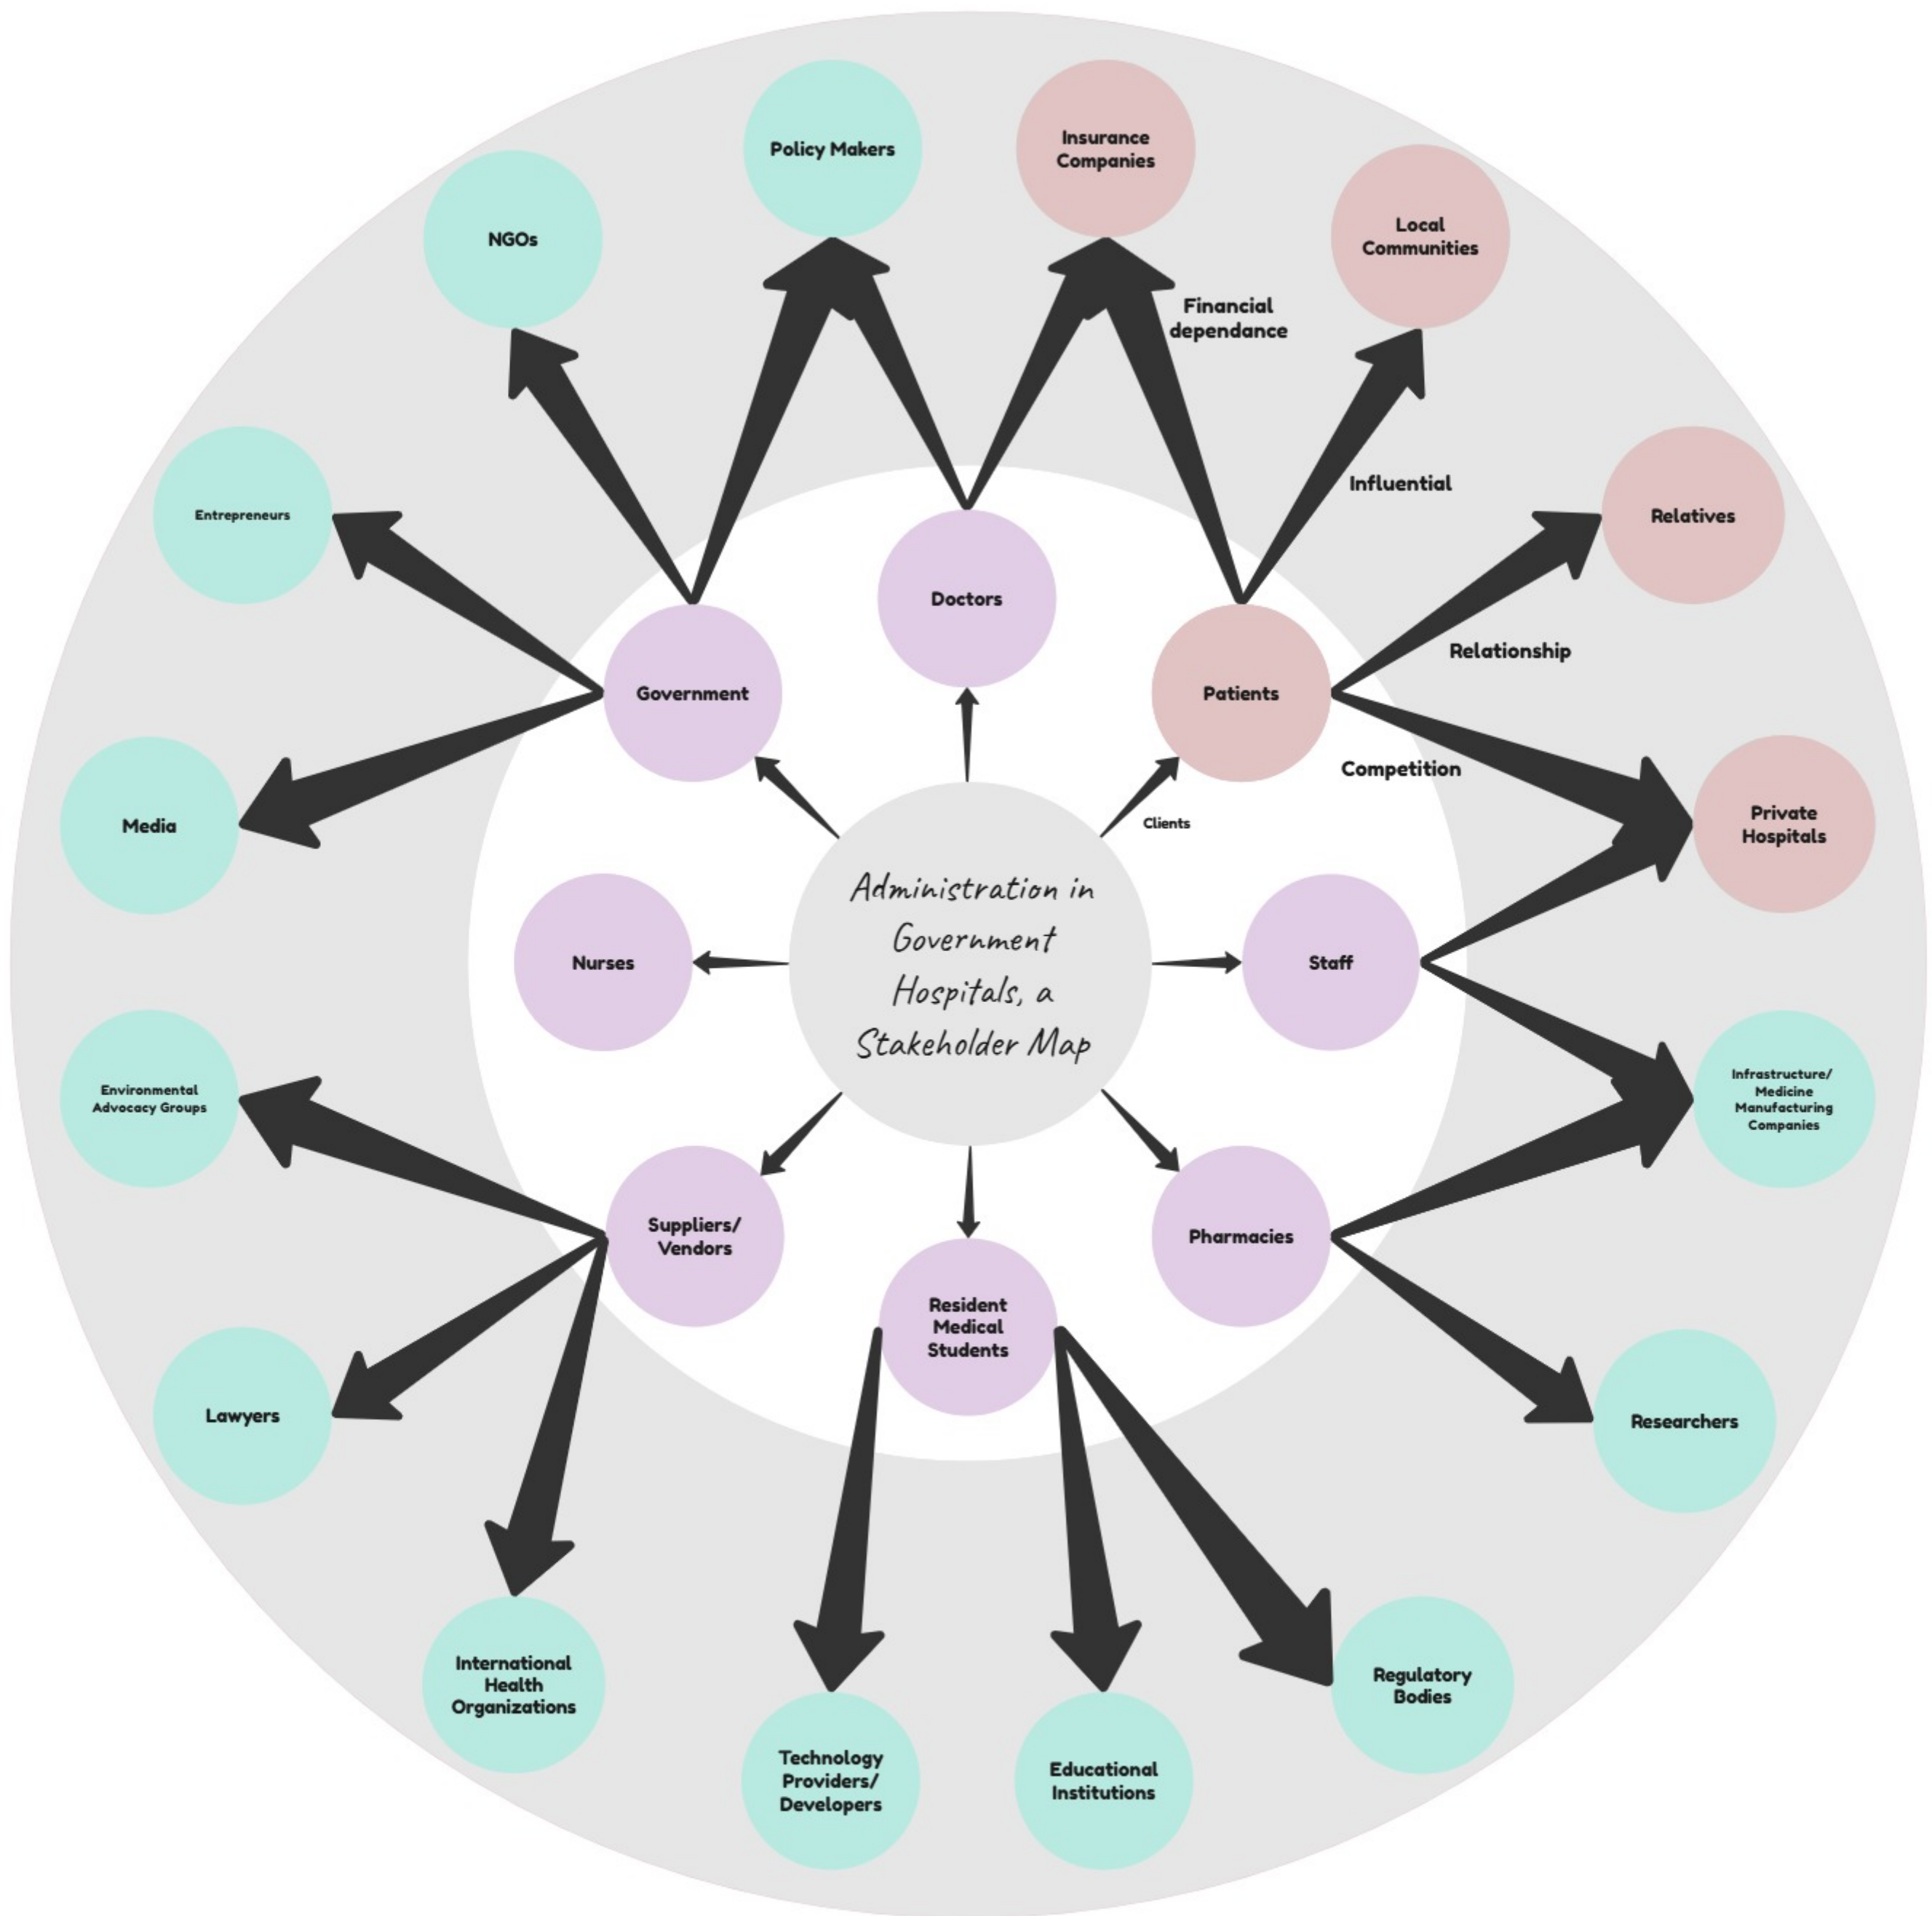 Policy Makers
Insurance
Companies
NGOs
Local
Communities
Financial
dependance
Influential
Entrepreneurs
Relatives
Doctors
Relationship
Government
Patients
Competition
Clients
Media
Private
Hospitals
Administration in
Government
Hospitals, a
Stakeholder Map
Nurses
Staff
Environmental
Advocacy Groups
Infrastructure/
Medicine
Manufacturing
Companies
Suppliers/
Vendors
Pharmacies
Resident
Medical
Students
Lawyers
Researchers
International
Health
Organizations
Regulatory
Bodies
Technology
Providers/
Developers
Educational
Institutions